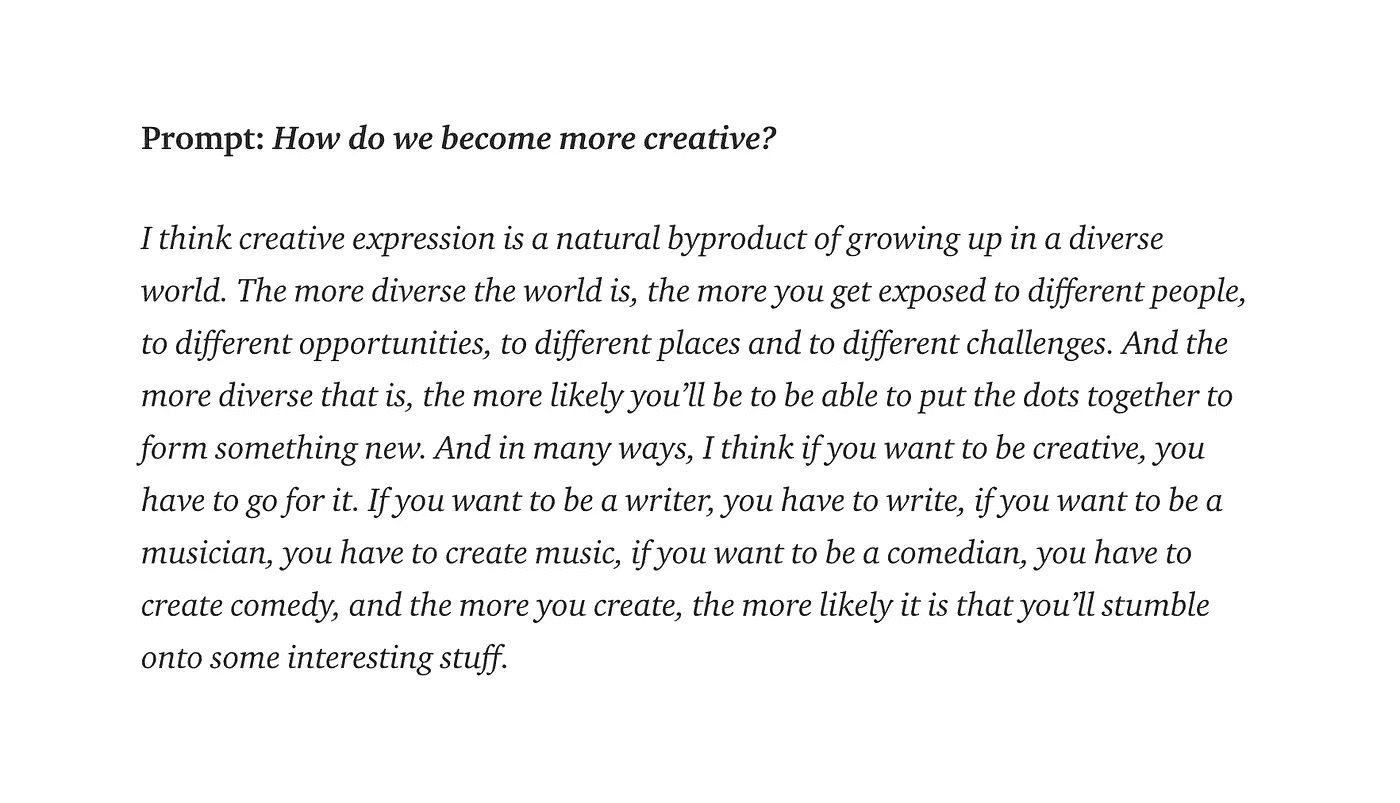 Prompt: How do we become more creative?
I think creative expression is a natural byproduct of growing up in a diverse
world. The more diverse the world is, the more you get exposed to different people,
to different opportunities, to different places and to different challenges. And the
more diverse that is, the more likely you’ll be to be able to put the dots together to
form something new. And in many ways, I think if you want to be creative, you
have to go for it. If you want to be a writer, you have to write, if you want to be a
musician, you have to create music, if you want to be a comedian, you have to
create comedy, and the more you create, the more likely it is that you’ll stumble
onto some interesting stuff.